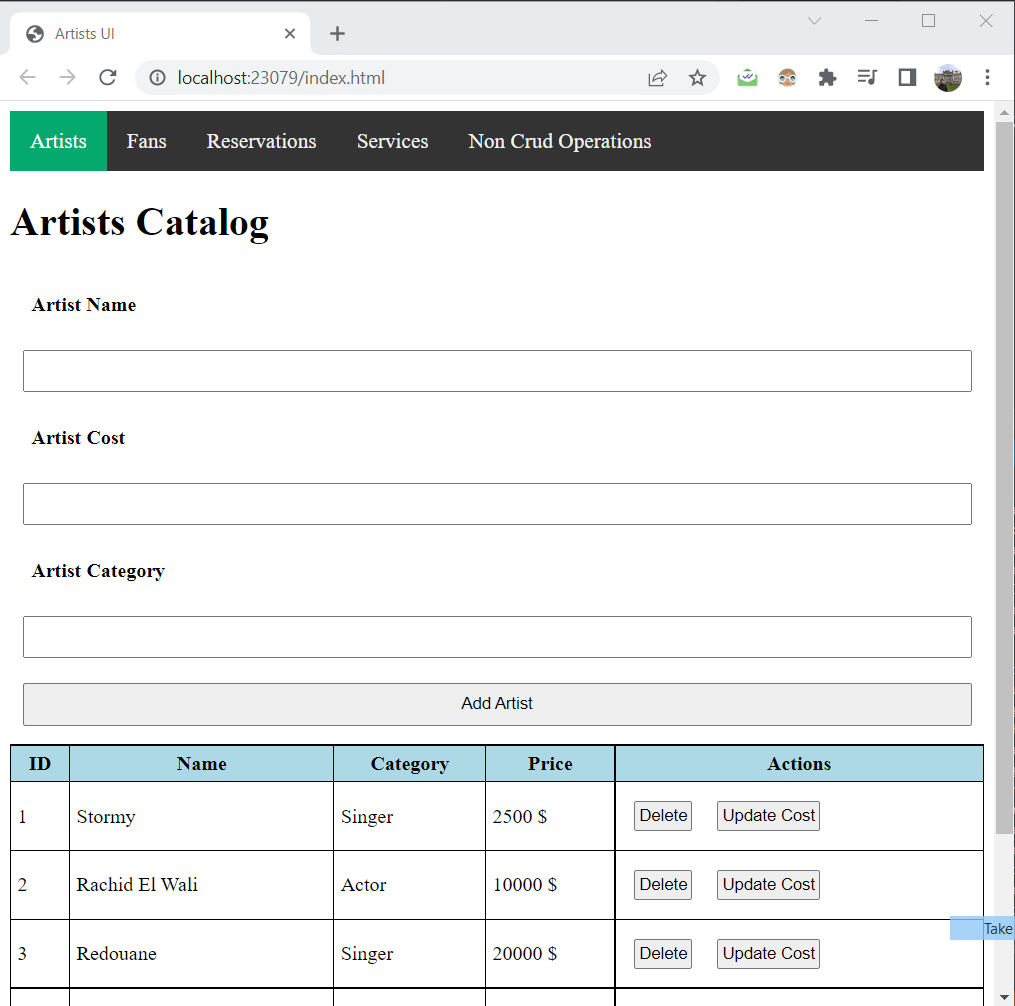 Artists UI
localhost:23079/index.html
Artists Fans Reservations Services Non Crud Operations
Artists Catalog
Artist Name
Artist Cost
Artist Category
Add Artist
ID Name Category Price Actions
1 Stormy Singer 2500 $ Delete Update Cost
2 Rachid El Wali Actor 10000 $ Delete Update Cost
Take
3 Redouane Singer 20000 $ Delete Update Cost